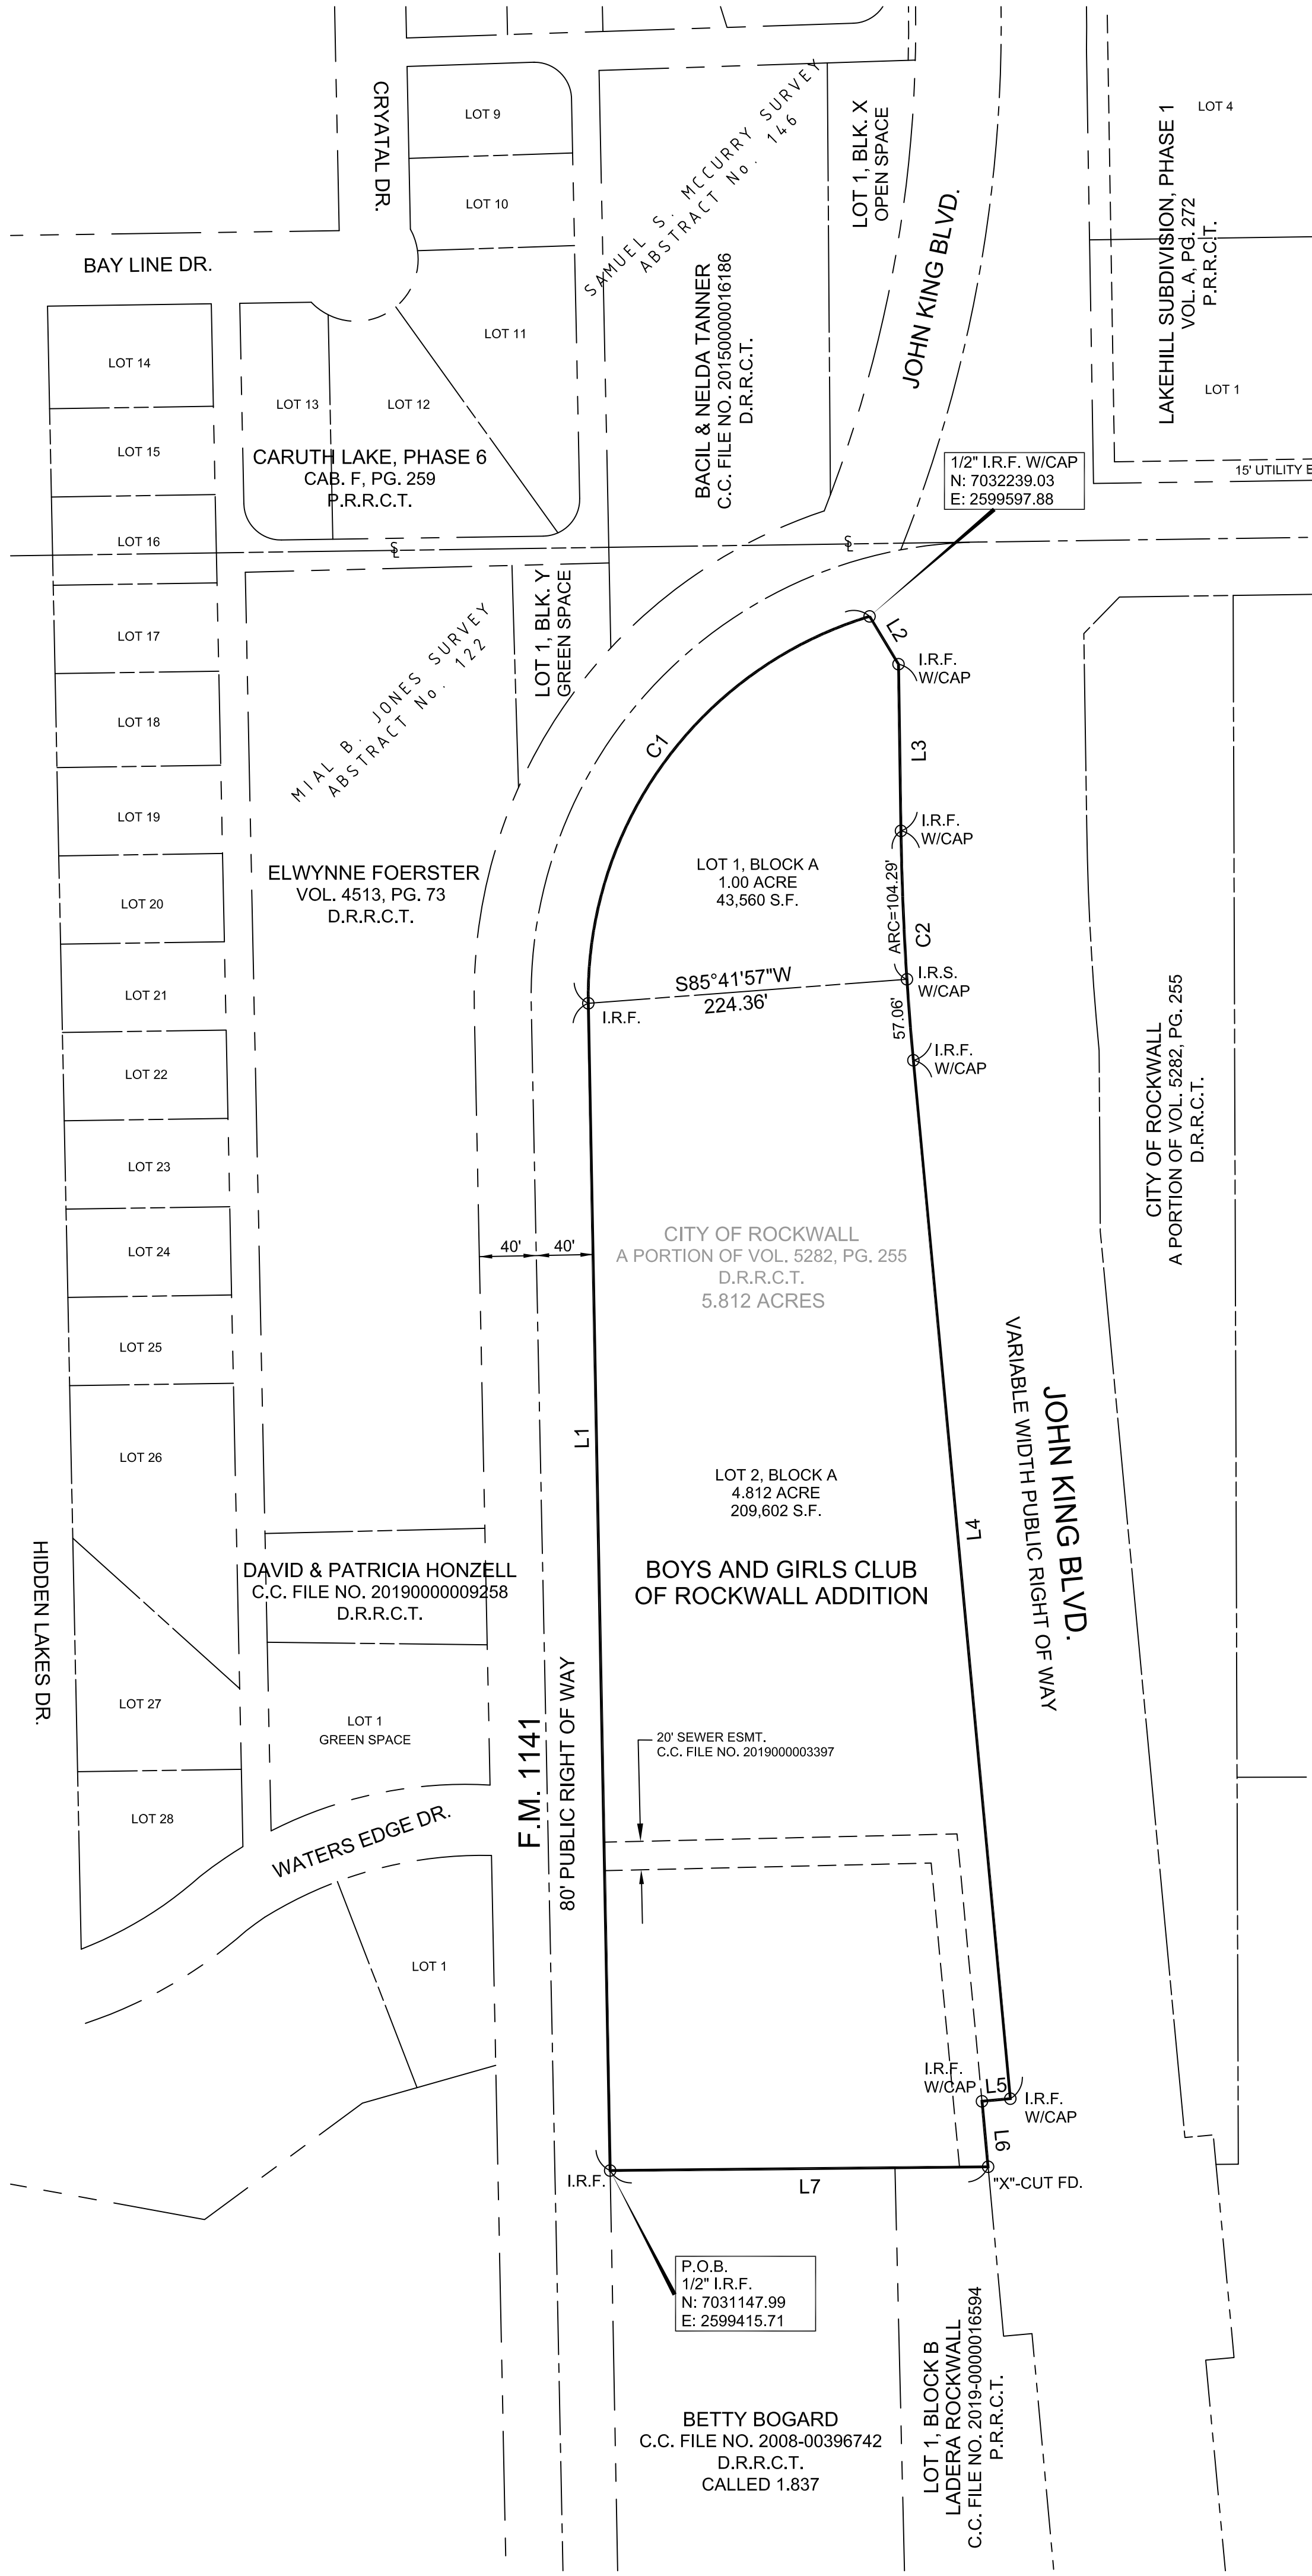 CRYATAL DR.
LOT 9
LOT 10
LOT 11
SAMUEL S. MCCURRY SURVEY
ABSTRACT No. 146
LOT 1, BLK. X
OPEN SPACE
JOHN KING BLVD.
LOT 4
LAKEHILL SUBDIVISION, PHASE 1
VOL. A, PG. 272
P.R.R.C.T.
LOT 1
15' UTILITY E
BAY LINE DR.
BACIL & NELDA TANNER
C.C. FILE NO. 20150000016186
D.R.R.C.T.
LOT 14
LOT 13
LOT 12
LOT 15
CARUTH LAKE, PHASE 6
CAB. F, PG. 259
P.R.R.C.T.
1/2" I.R.F. W/CAP
N: 7032239.03
E: 2599597.88
LOT 16
LOT 17
MIAL B. JONES SURVEY
ABSTRACT No. 122
LOT 1, BLK. Y
GREEN SPACE
L2
I.R.F.
W/CAP
LOT 18
C1
L3
LOT 19
I.R.F.
W/CAP
ELWYNNE FOERSTER
VOL. 4513, PG. 73
D.R.R.C.T.
LOT 1, BLOCK A
1.00 ACRE
43,560 S.F.
ARC=104.29'
C2
LOT 20
LOT 21
S85°41'57"W
224.36'
I.R.S.
W/CAP
I.R.F.
57.06'
I.R.F.
W/CAP
CITY OF ROCKWALL
A PORTION OF VOL. 5282, PG. 255
D.R.R.C.T.
LOT 22
LOT 23
LOT 24
40'
40'
CITY OF ROCKWALL
A PORTION OF VOL. 5282, PG. 255
D.R.R.C.T.
5.812 ACRES
LOT 25
LOT 26
L1
LOT 2, BLOCK A
4.812 ACRE
209,602 S.F.
L4
JOHN KING BLVD.
VARIABLE WIDTH PUBLIC RIGHT OF WAY
HIDDEN LAKES DR.
DAVID & PATRICIA HONZELL
C.C. FILE NO. 20190000009258
D.R.R.C.T.
BOYS AND GIRLS CLUB
OF ROCKWALL ADDITION
LOT 27
LOT 1
GREEN SPACE
F.M. 1141
80' PUBLIC RIGHT OF WAY
20' SEWER ESMT.
C.C. FILE NO. 2019000003397
LOT 28
WATERS EDGE DR.
LOT 1
I.R.F.
W/CAP
L5
I.R.F.
W/CAP
L6
I.R.F.
L7
"X"-CUT FD.
P.O.B.
1/2" I.R.F.
N: 7031147.99
E: 2599415.71
BETTY BOGARD
C.C. FILE NO. 2008-00396742
D.R.R.C.T.
CALLED 1.837
LOT 1, BLOCK B
LADERA ROCKWALL
C.C. FILE NO. 2019-0000016594
P.R.R.C.T.